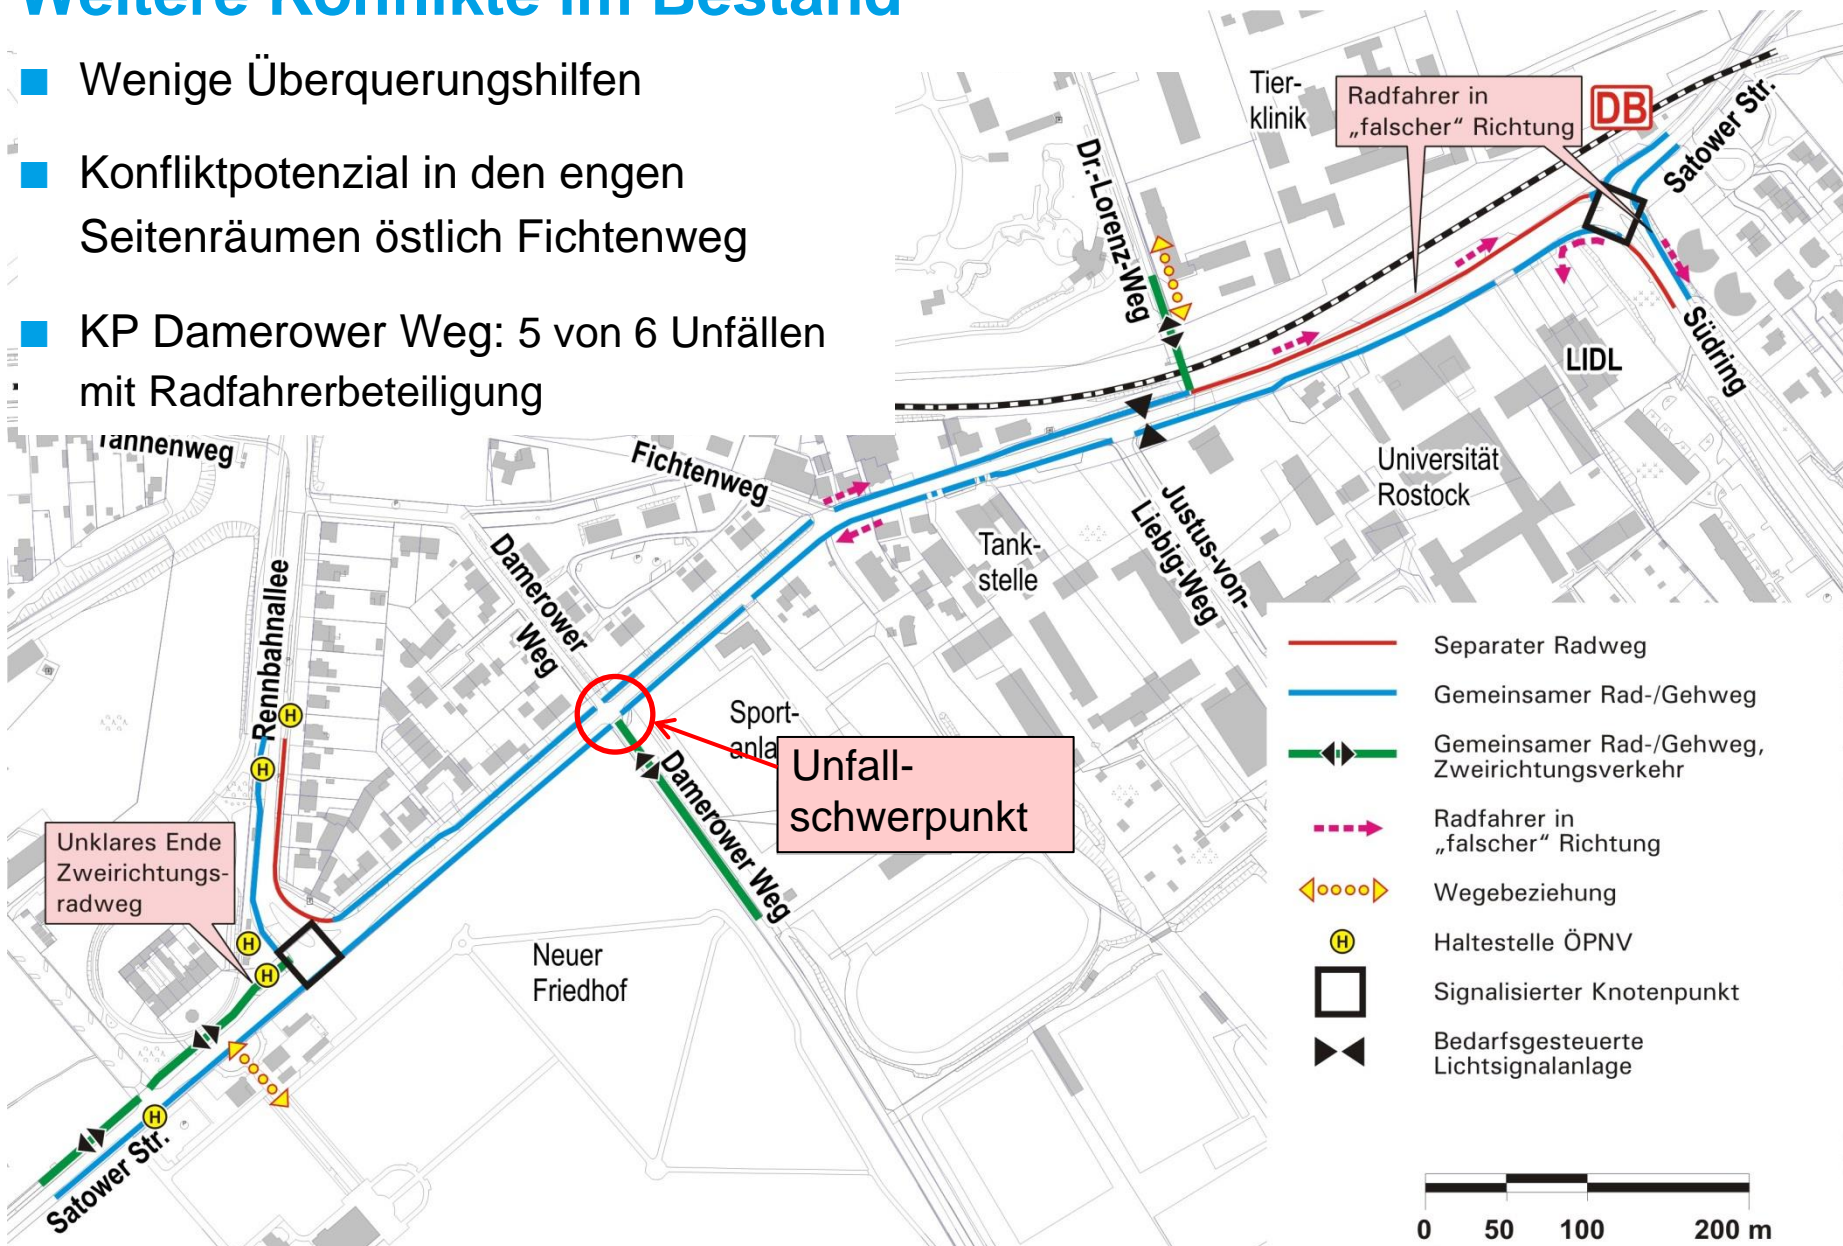 Weitere Konflikte im Bestand
Wenige Überquerungshilfen
Konfliktpotenzial in den engen
Seitenräumen östlich Fichtenweg
KP Damerower Weg: 5 von 6 Unfällen
mit Radfahrerbeteiligung
Tier-
klinik
Radfahrer in
„falscher“ Richtung
DB
Satower Str.
Dr.-Lorenz-Weg
LIDL
Südring
Tannenweg
Fichtenweg
Universität
Rostock
Justus-von-
Liebig-Weg
Tank-
stelle
Damerower
Weg
Rennbahnallee
H
H
Sport-
anla
Unfall-
schwerpunkt
Damerower Weg
Unklares Ende
Zweirichtungs-
radweg
H
H
Neuer
Friedhof
H
Satower Str.
Separater Radweg
Gemeinsamer Rad-/Gehweg
Gemeinsamer Rad-/Gehweg,
Zweirichtungsverkehr
Radfahrer in
„falscher“ Richtung
Wegebeziehung
H Haltestelle ÖPNV
Signalisierter Knotenpunkt
Bedarfsgesteuerte
Lichtsignalanlage
0 50 100 200 m